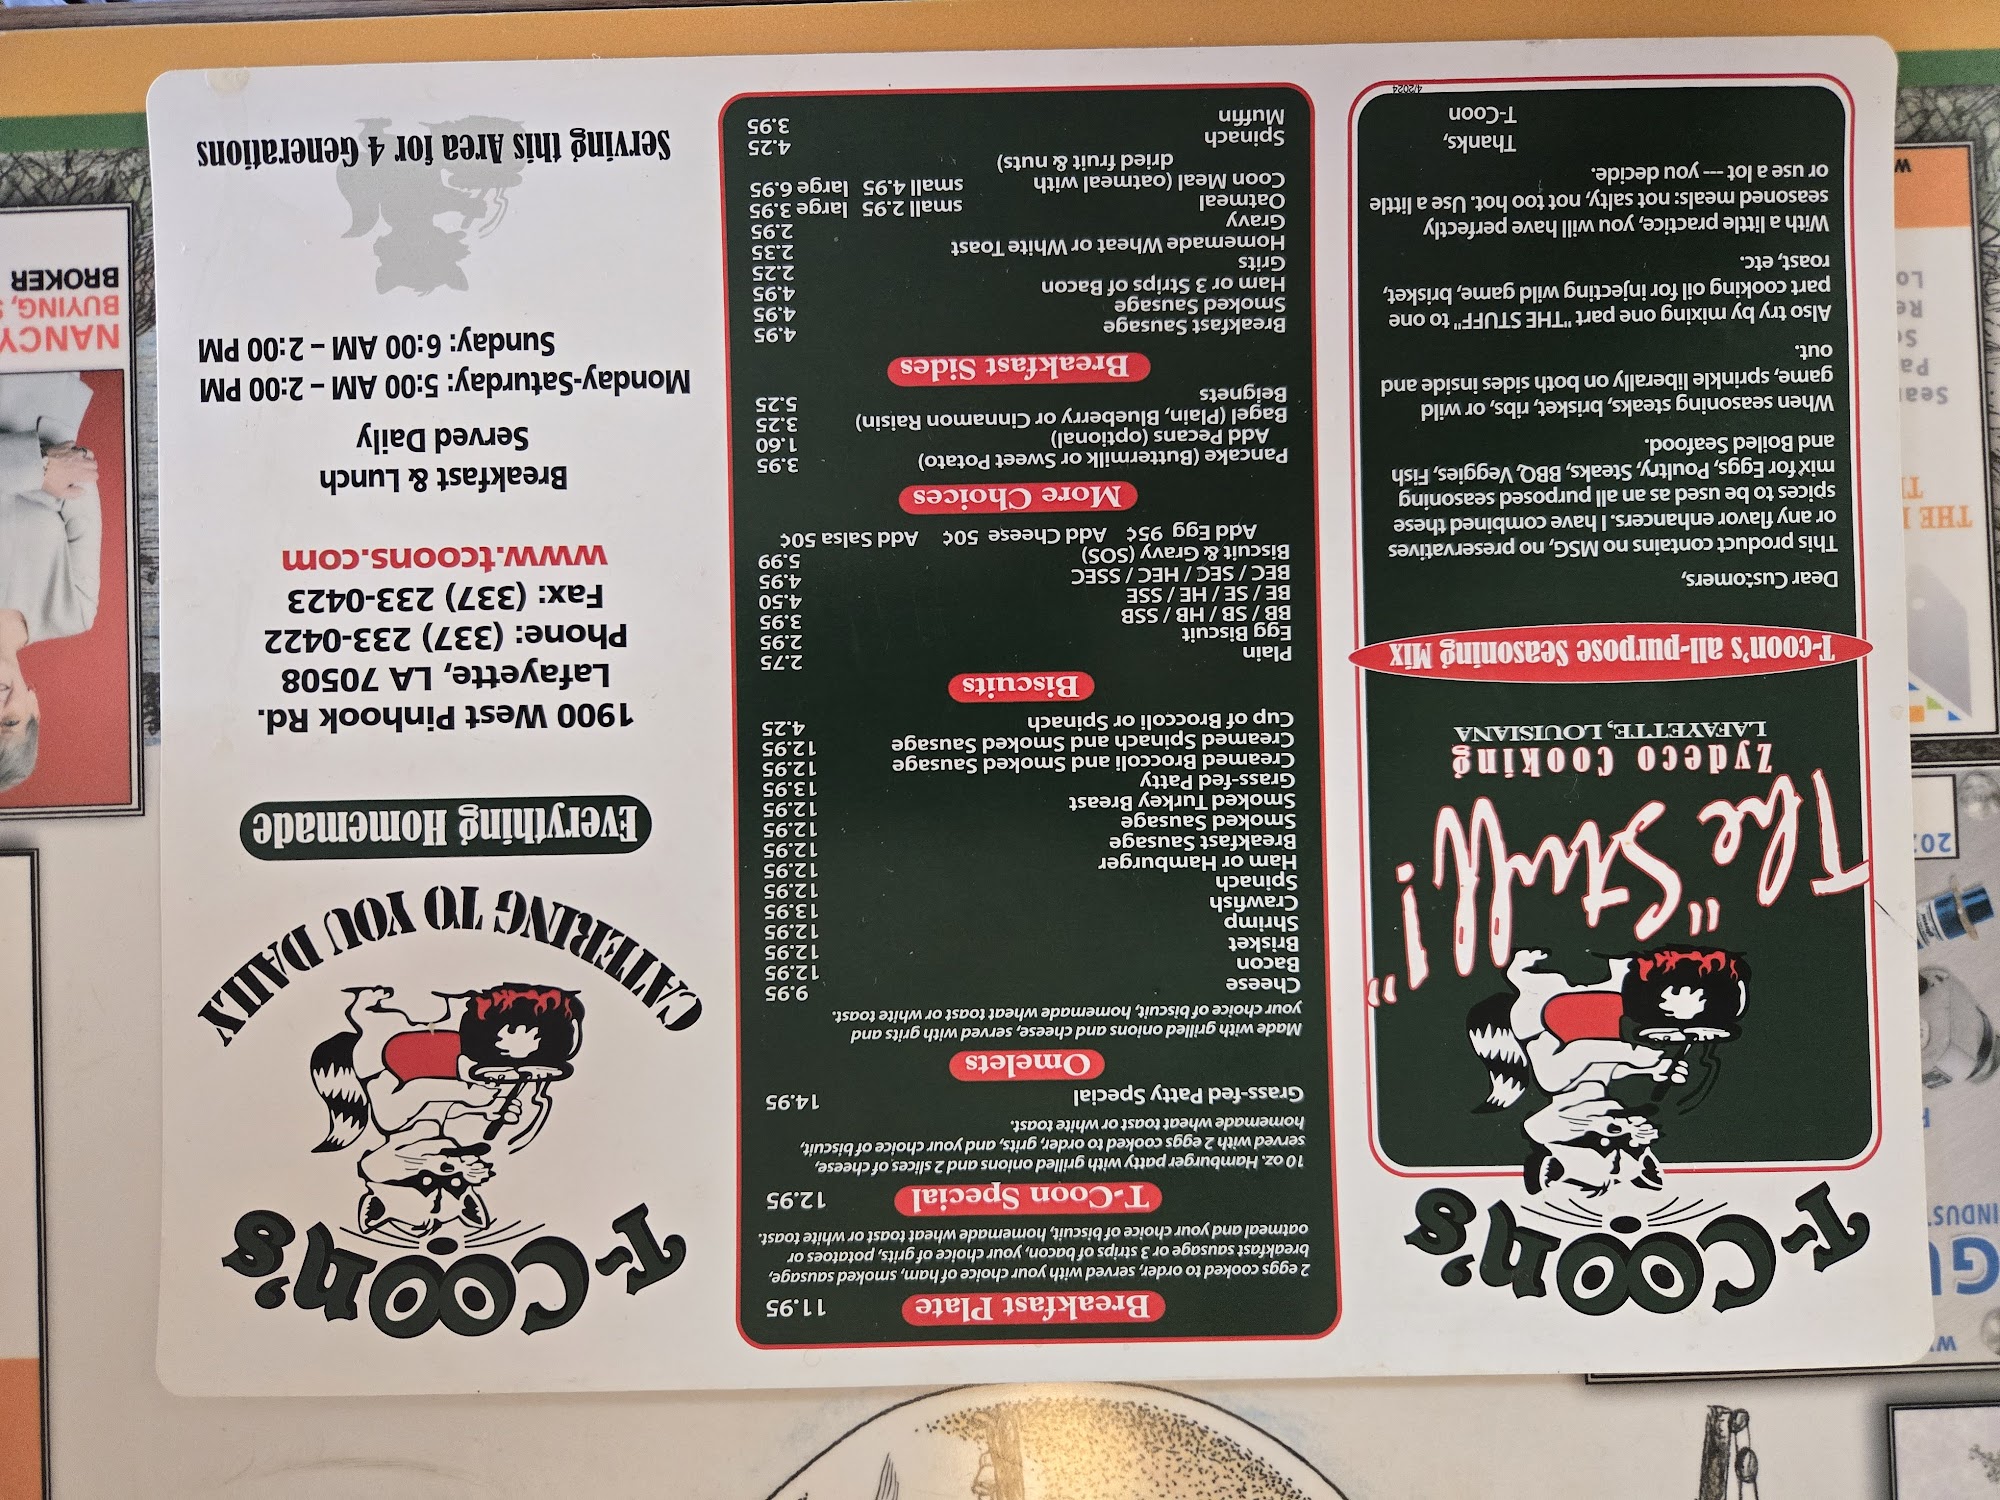 T-Coon's
The "Stuff!"
Zydeco Cooking
LAFAYETTE, LOUISIANA
T-coon's all-purpose Seasoning Mix
Dear Customers,
This product contains no MSG, no preservatives
or any flavor enhancers. I have combined these
spices to be used as an all purposed seasoning
mix for Eggs, Poultry, Steaks, BBQ, Veggies, Fish
and Boiled Seafood.
When seasoning steaks, brisket, ribs, or wild
game, sprinkle liberally on both sides inside and
out.
Also try by mixing one part "THE STUFF" to one
part cooking oil for injecting wild game, brisket,
roast, etc.
With a little practice, you will have perfectly
seasoned meals: not salty, not too hot. Use a little
or use a lot --- you decide.
Thanks,
T-Coon
4/2024
Breakfast Plate 11.95
2 eggs cooked to order, served with your choice of ham, smoked sausage,
breakfast sausage or 3 strips of bacon, your choice of grits, potatoes or
oatmeal and your choice of biscuit, homemade wheat toast or white toast.
T-Coon Special 12.95
10 oz. Hamburger patty with grilled onions and 2 slices of cheese,
served with 2 eggs cooked to order, grits, and your choice of biscuit,
homemade wheat toast or white toast.
Grass-fed Patty Special 14.95
Omelets
Made with grilled onions and cheese, served with grits and
your choice of biscuit, homemade wheat toast or white toast.
Cheese 9.95
Bacon 12.95
Brisket 12.95
Shrimp 12.95
Crawfish 13.95
Spinach 12.95
Ham or Hamburger 12.95
Breakfast Sausage 12.95
Smoked Sausage 12.95
Smoked Turkey Breast 12.95
Grass-fed Patty 13.95
Creamed Broccoli and Smoked Sausage 12.95
Creamed Spinach and Smoked Sausage 12.95
Cup of Broccoli or Spinach 4.25
Biscuits
Plain 2.75
Egg Biscuit 2.95
BB / SB / HB / SSB 3.95
BE / SE / HE / SSE 4.50
BEC / SEC / HEC / SSEC 4.95
Biscuit & Gravy (SOS) 5.99
Add Egg 95¢ Add Cheese 50¢ Add Salsa 50¢
More Choices
Pancake (Buttermilk or Sweet Potato) 3.95
Add Pecans (optional) 1.60
Bagel (Plain, Blueberry or Cinnamon Raisin) 3.25
Beignets 5.25
Breakfast Sides
Breakfast Sausage 4.95
Smoked Sausage 4.95
Ham or 3 Strips of Bacon 4.95
Grits 2.25
Homemade Wheat or White Toast 2.35
Gravy 2.95
Oatmeal small 2.95 large 3.95
Coon Meal (oatmeal with small 4.95 large 6.95
dried fruit & nuts)
Spinach 4.25
Muffin 3.95
T-Coon's
CATERING TO YOU DAILY
Everything Homemade
1900 West Pinhook Rd.
Lafayette, LA 70508
Phone: (337) 233-0422
Fax: (337) 233-0423
www.tcoons.com
Breakfast & Lunch
Served Daily
Monday-Saturday: 5:00 AM – 2:00 PM
Sunday: 6:00 AM – 2:00 PM
Serving this Area for 4 Generations
NANCY
BUYING,
BROKER